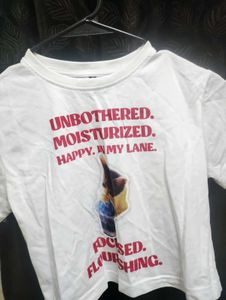 UNBOTHERED.
MOISTURIZED.
HAPPY. IN MY LANE.
FOCUSED.
FLOURISHING.